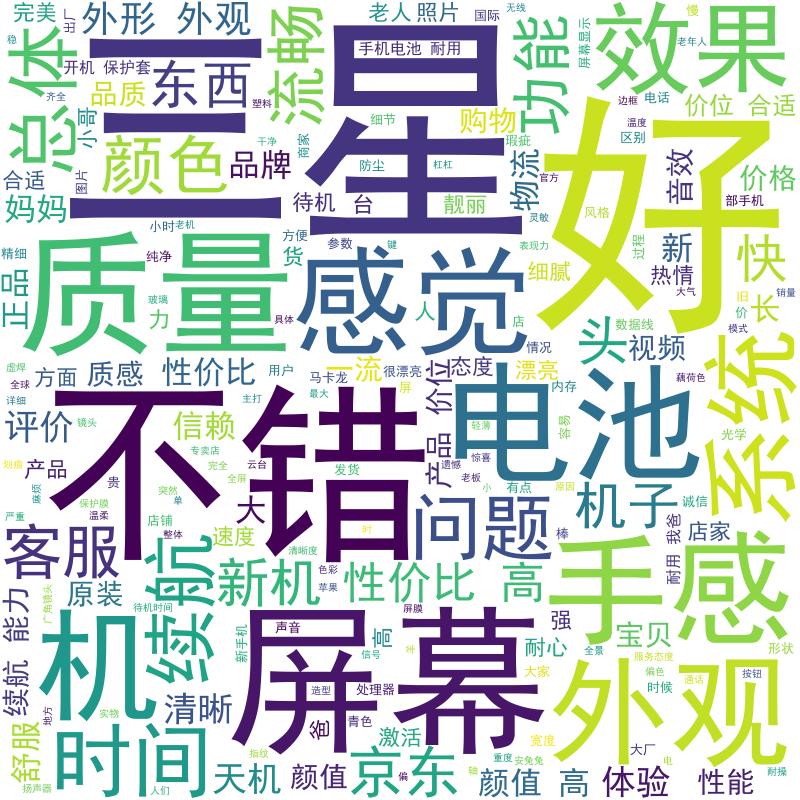 完美
外形 外观
老人
照片
国际
无线
慢
稳
出厂
总体
三星
流畅
手机电池 耐用
功能
屏幕显示
效果
老年人
开机 保护套
东西
品质
齐全
塑料
小哥
细节
购物
边框
电话
价位 合适
颜色
品牌
商家
干净
瑕疵
温度
区别
合适
图片
防尘
杠杠
物流
官方
音效
价格
妈妈
待机
台
靓丽
灵敏
好
风格
部手机
小时
老机
方便
参数
键
表现力
过程
新
快
精细
纯净
货
质量
感觉
细腻
热情
大气
旧
销量
正品
玻璃
力
具体
人
店
数据线
价
长
模式
头
视频
虚焊
全球
方面
质感
性价比
用户
一流
很漂亮
态度
情况
漂亮
藕荷色
详细
马卡龙
屏
价位
内存
系统
主打
最大
不错
电池
轻薄
容易
评价
镜头
信赖
光学
专卖店
划痕
产品
完全
云台
发货
产品
遗憾
惊喜
老板
麻烦
贵
突然
全屏
小
有点
原因
机子
诚信
保护膜
单
大
严重
温柔
店铺
时
问题
棒
店家
客服
整体
速度
清晰度
耐用
我爸
续航
新机
色彩
苹果
性价比
高
手感
能力
原装
广角镜头
待机时间
屏膜
强
机
声音
新手机
屏幕
高
半
信号
耐心
全景
宝贝
形状
大家
服务态度
续航
造型
处理器
偏色
外观
按钮
地方
清晰
爸
青色
时候
通话
实物
时间
激活
宽度
大厂
舒服
指纹
重度
安兔兔
电
扬声器
人们
天机
颜值
偏
京东
轴
颜值
高
体验
性能
耐操